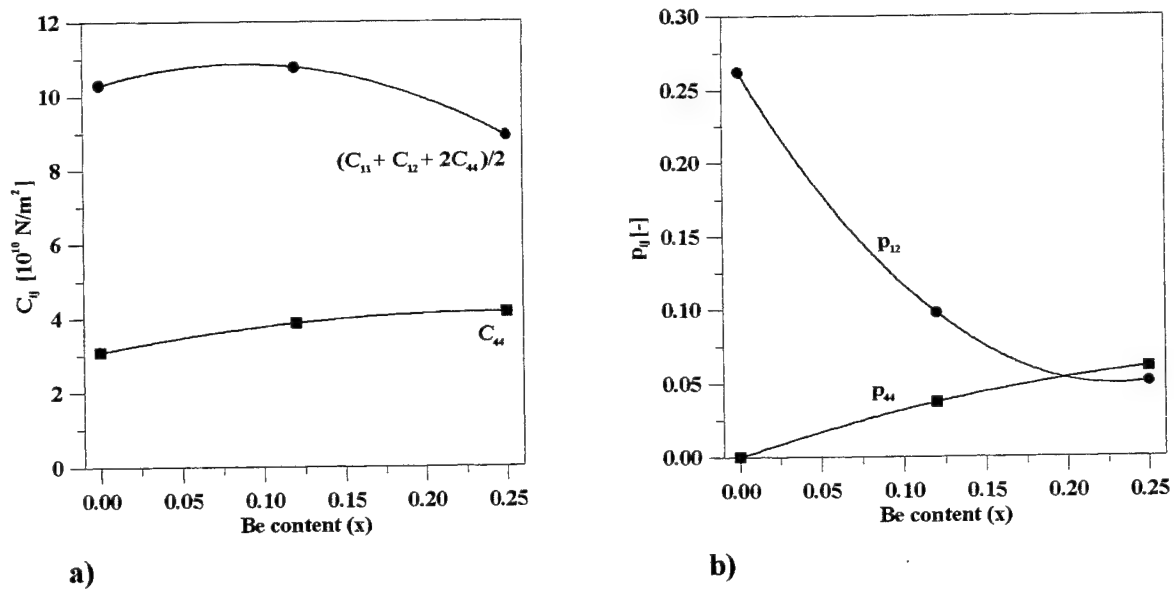 12
10
8
6
4
2
0
C_ij [10^10 N/m^2]
(C_11 + C_12 + 2C_44)/2
C_44
0.00 0.05 0.10 0.15 0.20 0.25
Be content (x)
a)
0.30
0.25
0.20
0.15
0.10
0.05
0.00
p_ij [-]
p_12
p_44
0.00 0.05 0.10 0.15 0.20 0.25
Be content (x)
b)